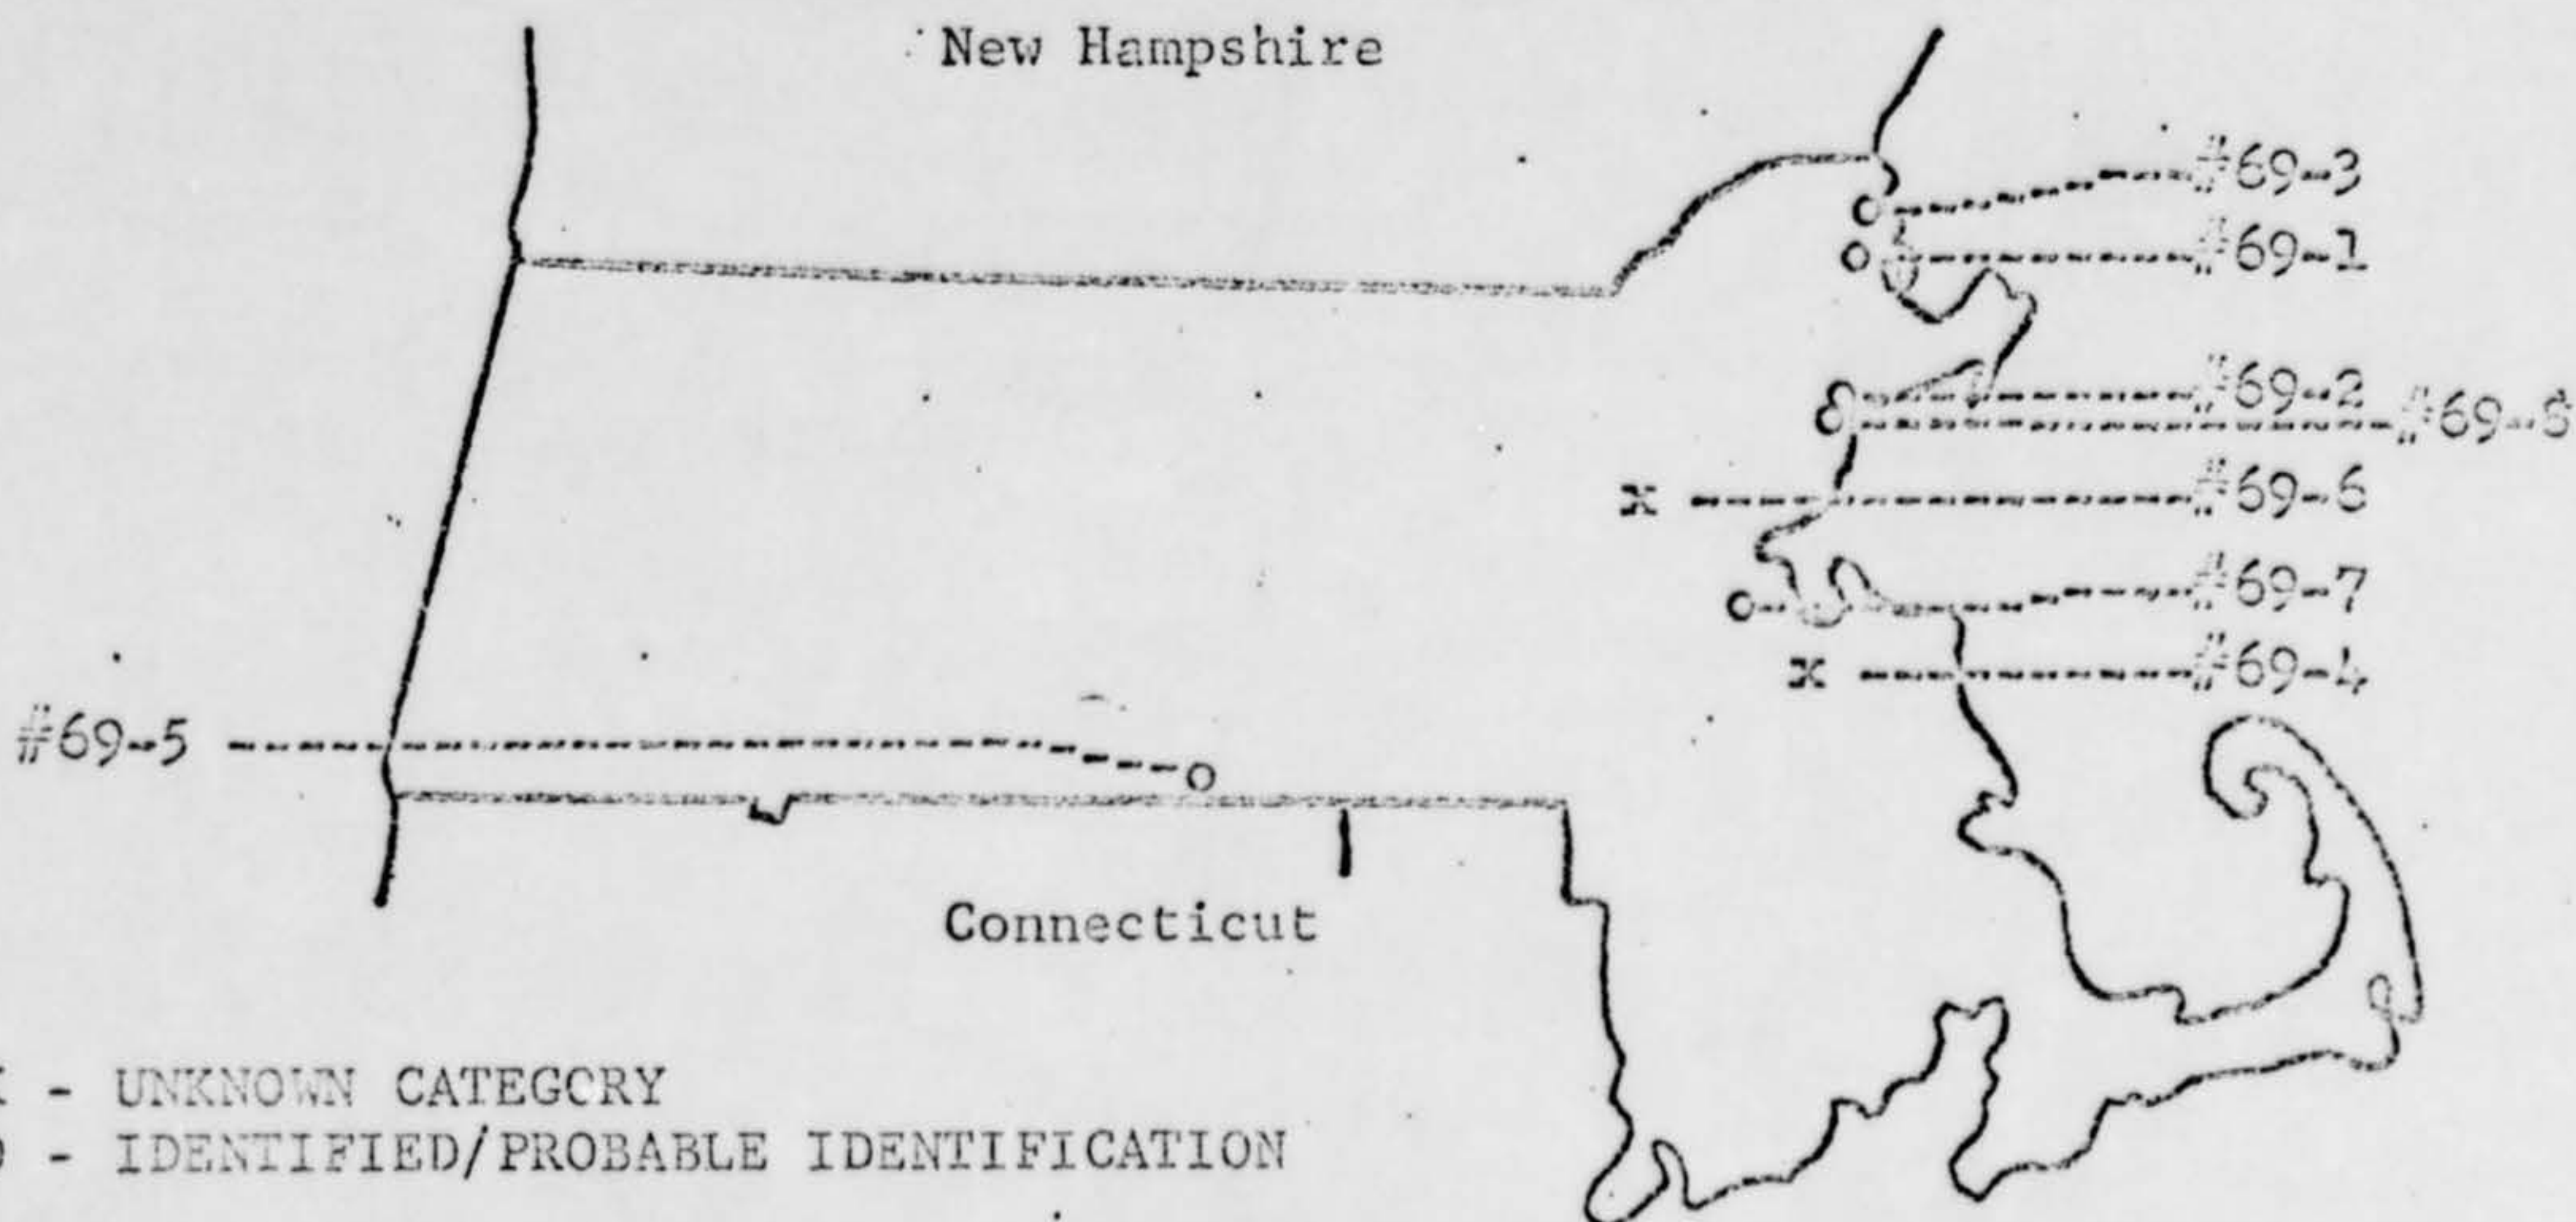 New Hampshire
#69-3
#69-1
#69-2
#69-8
x #69-6
#69-7
x #69-4
#69-5
Connecticut
X - UNKNOWN CATEGORY
O - IDENTIFIED/PROBABLE IDENTIFICATION